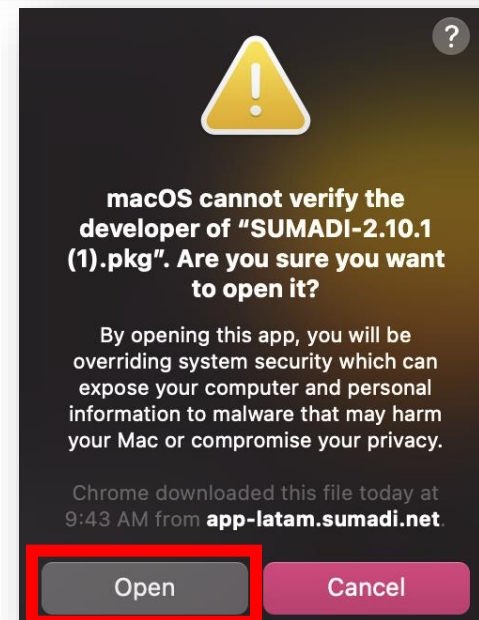 ?
macOS cannot verify the
developer of “SUMADI-2.10.1
(1).pkg”. Are you sure you want
to open it?
By opening this app, you will be
overriding system security which can
expose your computer and personal
information to malware that may harm
your Mac or compromise your privacy.
Chrome downloaded this file today at
9:43 AM from app-latam.sumadi.net.
Open
Cancel